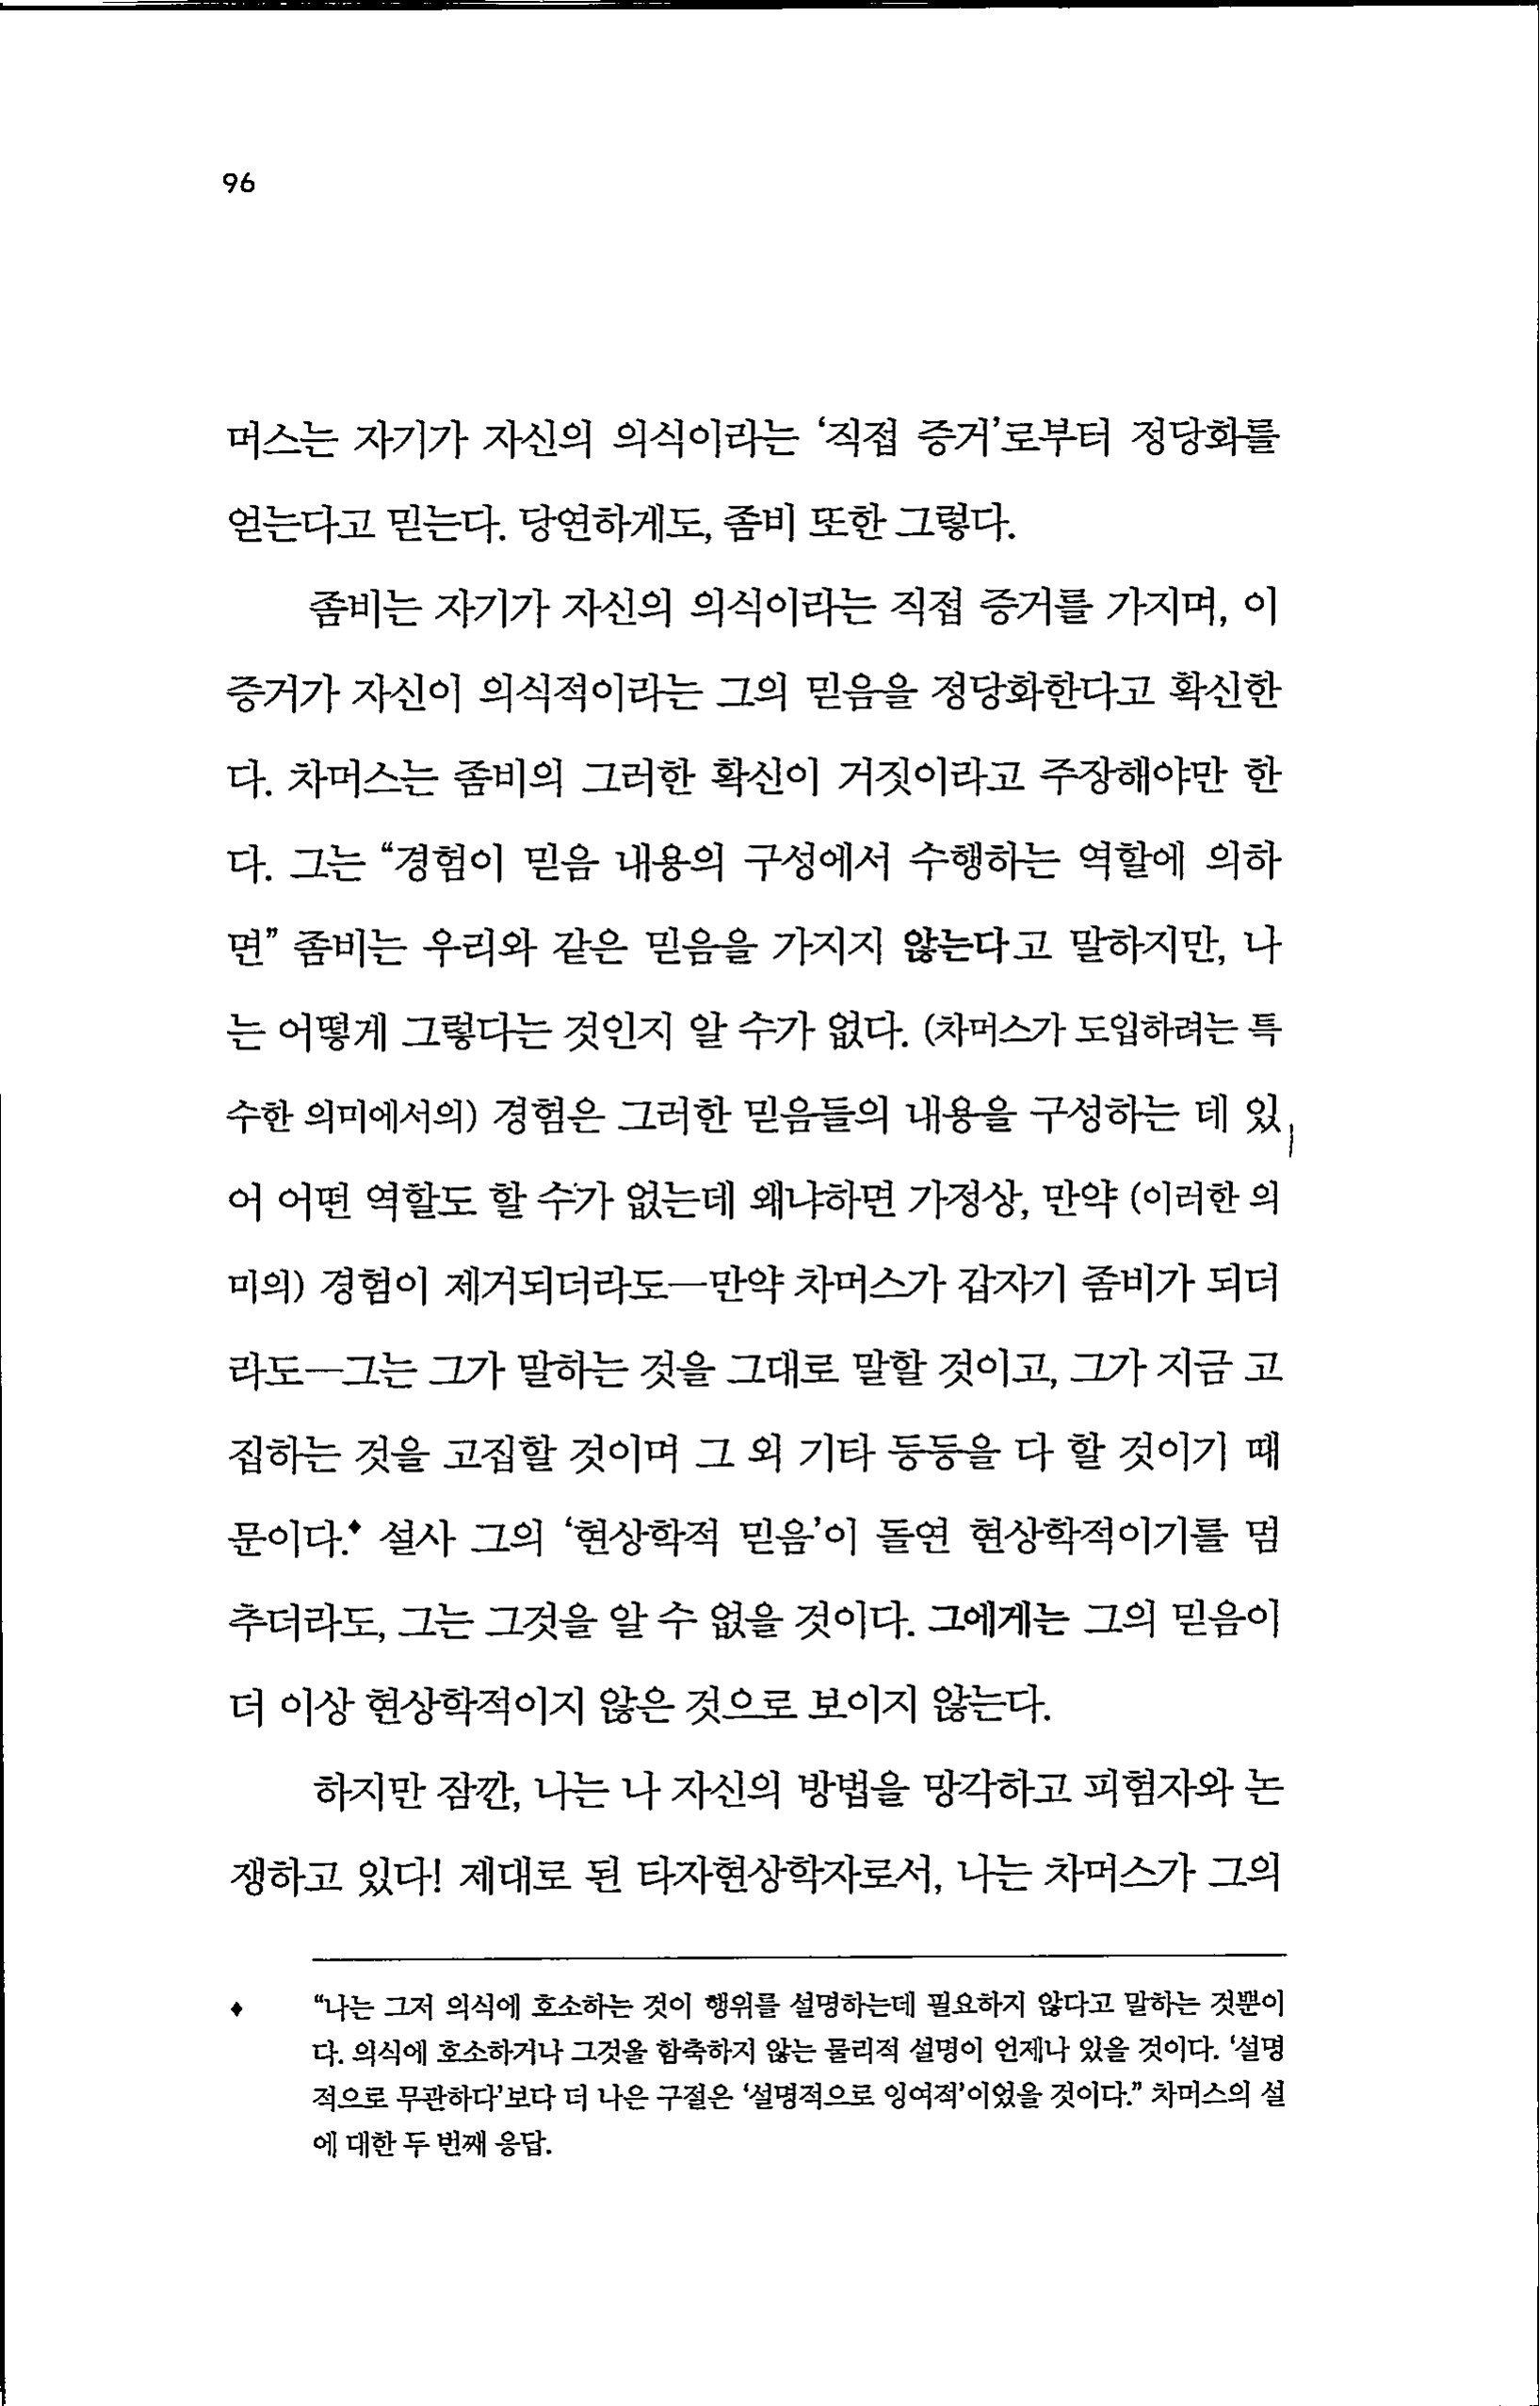 96
머스는 자기가 자신의 의식이라는 ‘직접 증거’로부터 정당화를
얻는다고 믿는다. 당연하게도, 좀비 또한 그렇다.
좀비는 자기가 자신의 의식이라는 직접 증거를 가지며, 이
증거가 자신이 의식적이라는 그의 믿음을 정당화한다고 확신한
다. 차머스는 좀비의 그러한 확신이 거짓이라고 주장해야만 한
다. 그는 “경험이 믿음 내용의 구성에서 수행하는 역할에 의하
면” 좀비는 우리와 같은 믿음을 가지지 않는다고 말하지만, 나
는 어떻게 그렇다는 것인지 알 수가 없다. (차머스가 도입하려는 특
수한 의미에서의) 경험은 그러한 믿음들의 내용을 구성하는 데 있
어 어떤 역할도 할 수가 없는데 왜냐하면 가정상, 만약 (이러한 의
미의) 경험이 제거되더라도—만약 차머스가 갑자기 좀비가 되더
라도—그는 그가 말하는 것을 그대로 말할 것이고, 그가 지금 고
집하는 것을 고집할 것이며 그 외 기타 등등을 다 할 것이기 때
문이다.♦ 설사 그의 ‘현상학적 믿음’이 돌연 현상학적이기를 멈
추더라도, 그는 그것을 알 수 없을 것이다. 그에게는 그의 믿음이
더 이상 현상학적이지 않은 것으로 보이지 않는다.
하지만 잠깐, 나는 나 자신의 방법을 망각하고 피험자와 논
쟁하고 있다! 제대로 된 타자현상학자로서, 나는 차머스가 그의
♦ “나는 그저 의식에 호소하는 것이 행위를 설명하는데 필요하지 않다고 말하는 것뿐이
다. 의식에 호소하거나 그것을 함축하지 않는 물리적 설명이 언제나 있을 것이다. ‘설명
적으로 무관하다’보다 더 나은 구절은 ‘설명적으로 잉여적’이었을 것이다.” 차머스의 설
에 대한 두 번째 응답.